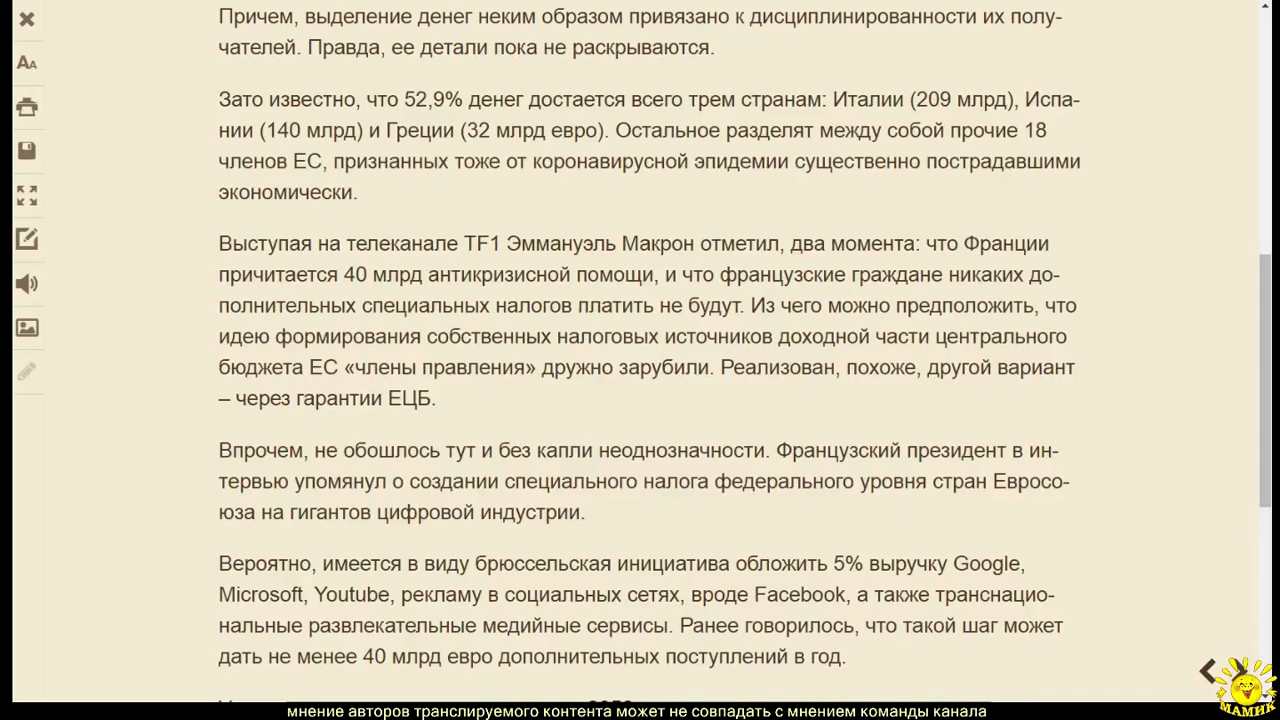 Причем, выделение денег неким образом привязано к дисциплинированности их полу-
чателей. Правда, ее детали пока не раскрываются.
Зато известно, что 52,9% денег достается всего трем странам: Италии (209 млрд), Испа-
нии (140 млрд) и Греции (32 млрд евро). Остальное разделят между собой прочие 18
членов ЕС, признанных тоже от коронавирусной эпидемии существенно пострадавшими
экономически.
Выступая на телеканале TF1 Эммануэль Макрон отметил, два момента: что Франции
причитается 40 млрд антикризисной помощи, и что французские граждане никаких до-
полнительных специальных налогов платить не будут. Из чего можно предположить, что
идею формирования собственных налоговых источников доходной части центрального
бюджета ЕС «члены правления» дружно зарубили. Реализован, похоже, другой вариант
– через гарантии ЕЦБ.
Впрочем, не обошлось тут и без капли неоднозначности. Французский президент в ин-
тервью упомянул о создании специального налога федерального уровня стран Евросо-
юза на гигантов цифровой индустрии.
Вероятно, имеется в виду брюссельская инициатива обложить 5% выручку Google,
Microsoft, Youtube, рекламу в социальных сетях, вроде Facebook, а также транснацио-
нальные развлекательные медийные сервисы. Ранее говорилось, что такой шаг может
дать не менее 40 млрд евро дополнительных поступлений в год.
МАМИК
мнение авторов транслируемого контента может не совпадать с мнением команды канала